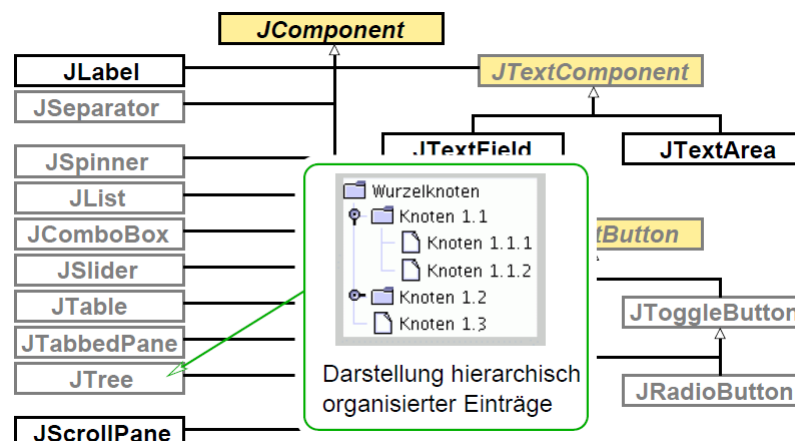 JComponent
JLabel
JTextComponent
JSeparator
JTextField
JTextArea
JSpinner
JList
JComboBox
JSlider
JTable
JTabbedPane
JTree
JScrollPane
Wurzelknoten
Knoten 1.1
Knoten 1.1.1
Knoten 1.1.2
Knoten 1.2
Knoten 1.3
Darstellung hierarchisch
organisierter Einträge
tButton
JToggleButton
JRadioButton